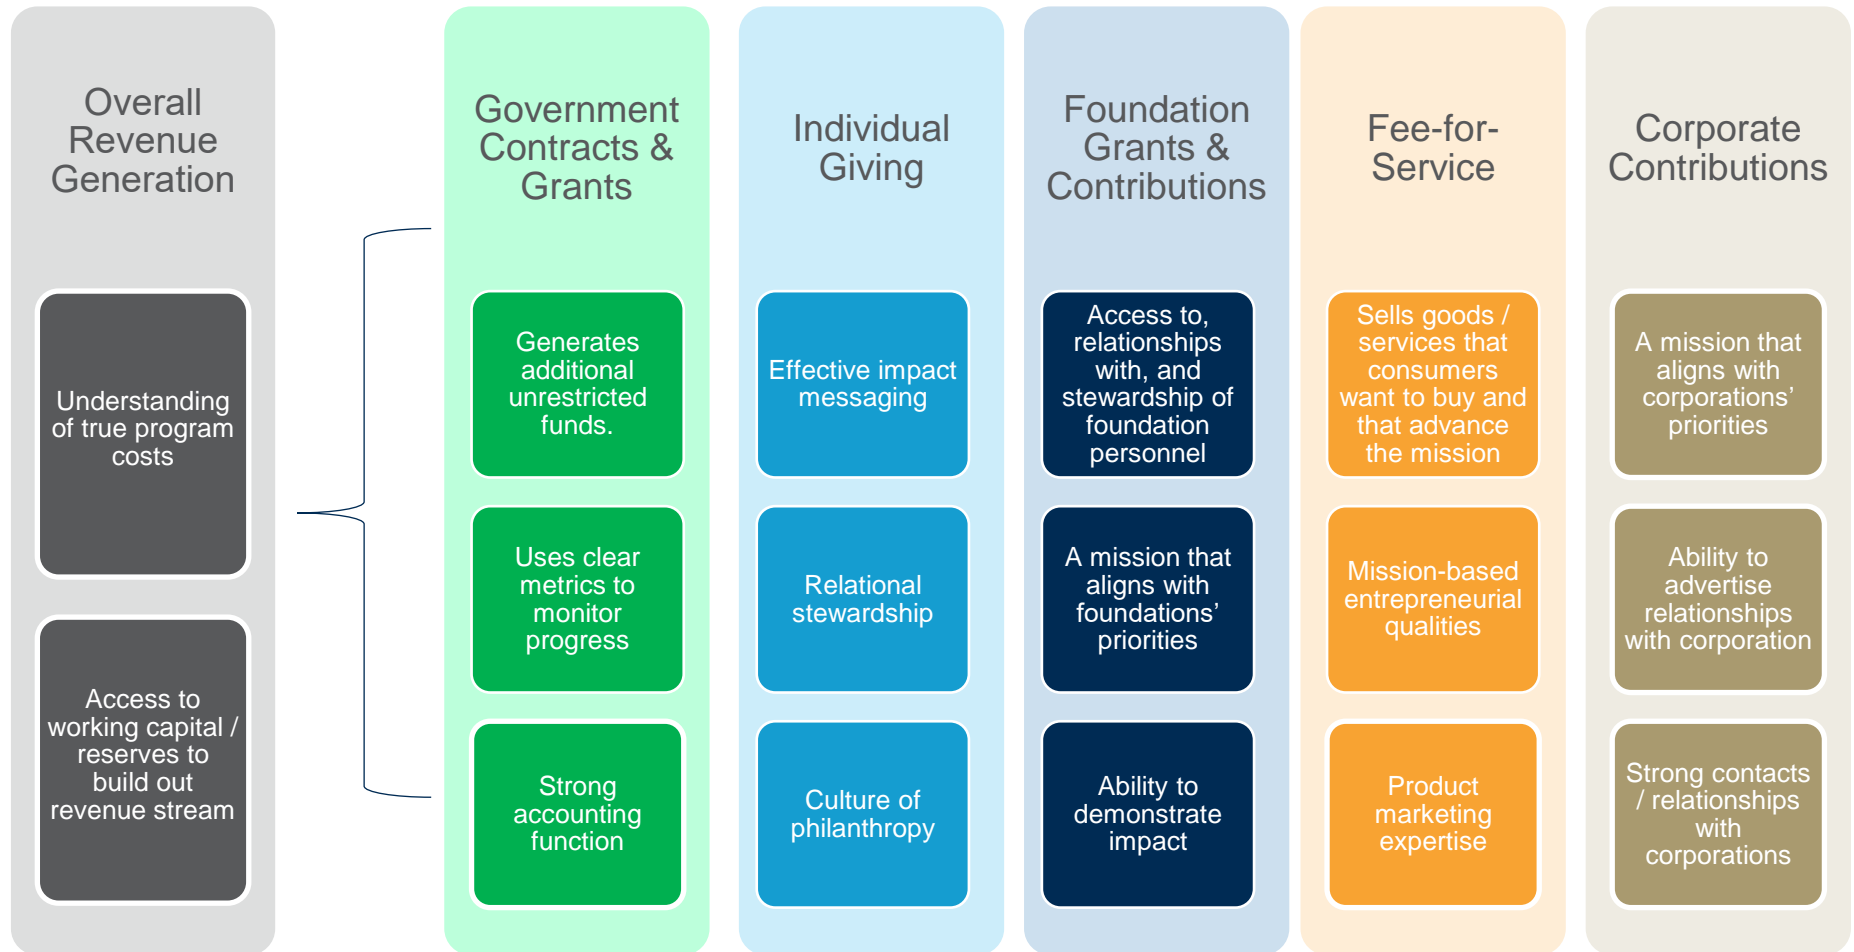 Overall
Revenue
Generation
Understanding
of true program
costs
Access to
working capital /
reserves to
build out
revenue stream
Government
Contracts &
Grants
Generates
additional
unrestricted
funds.
Uses clear
metrics to
monitor
progress
Strong
accounting
function
Individual
Giving
Effective impact
messaging
Relational
stewardship
Culture of
philanthropy
Foundation
Grants &
Contributions
Access to,
relationships
with, and
stewardship of
foundation
personnel
A mission that
aligns with
foundations’
priorities
Ability to
demonstrate
impact
Fee-for-
Service
Sells goods /
services that
consumers
want to buy and
that advance
the mission
Mission-based
entrepreneurial
qualities
Product
marketing
expertise
Corporate
Contributions
A mission that
aligns with
corporations’
priorities
Ability to
advertise
relationships
with corporation
Strong contacts
/ relationships
with
corporations